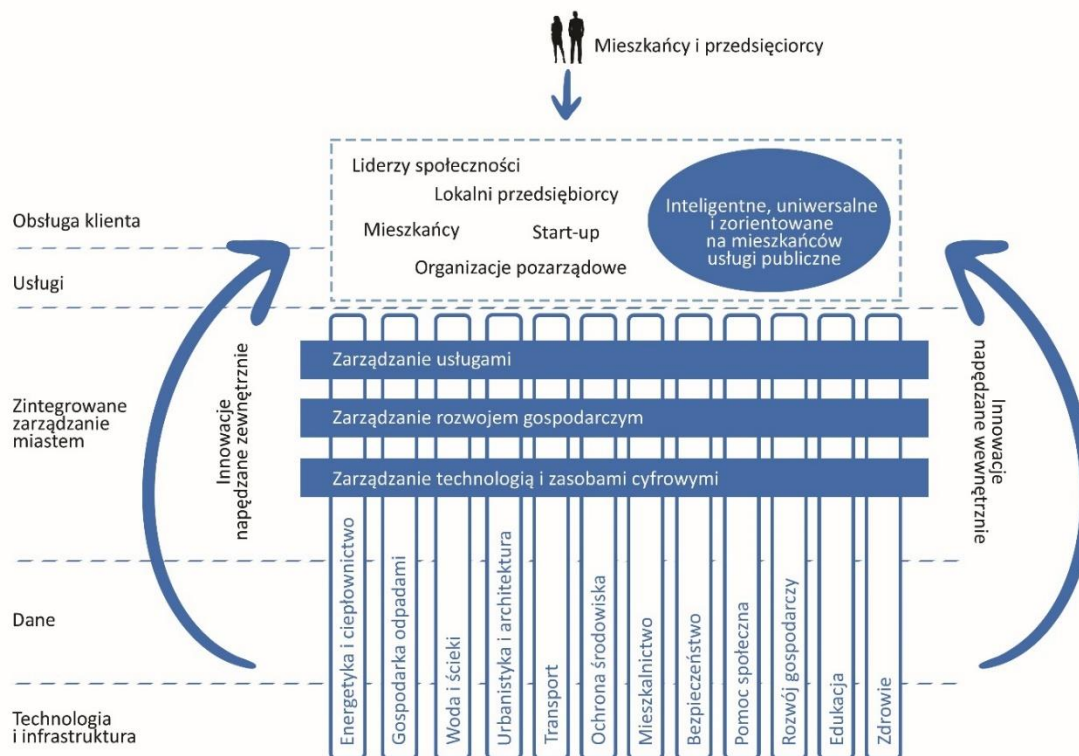 Mieszkańcy i przedsięciorcy
Liderzy społeczności
Lokalni przedsiębiorcy
Mieszkańcy
Start-up
Organizacje pozarządowe
Inteligentne, uniwersalne
i zorientowane
na mieszkańców
usługi publiczne
Obsługa klienta
Usługi
Zintegrowane
zarządzanie
miastem
Dane
Technologia
i infrastruktura
Innowacje
napędzane zewnętrznie
Zarządzanie usługami
Zarządzanie rozwojem gospodarczym
Zarządzanie technologią i zasobami cyfrowymi
Innowacje
napędzane wewnętrznie
Energetyka i ciepłownictwo
Gospodarka odpadami
Woda i ścieki
Urbanistyka i architektura
Transport
Ochrona środowiska
Mieszkalnictwo
Bezpieczeństwo
Pomoc społeczna
Rozwój gospodarczy
Edukacja
Zdrowie